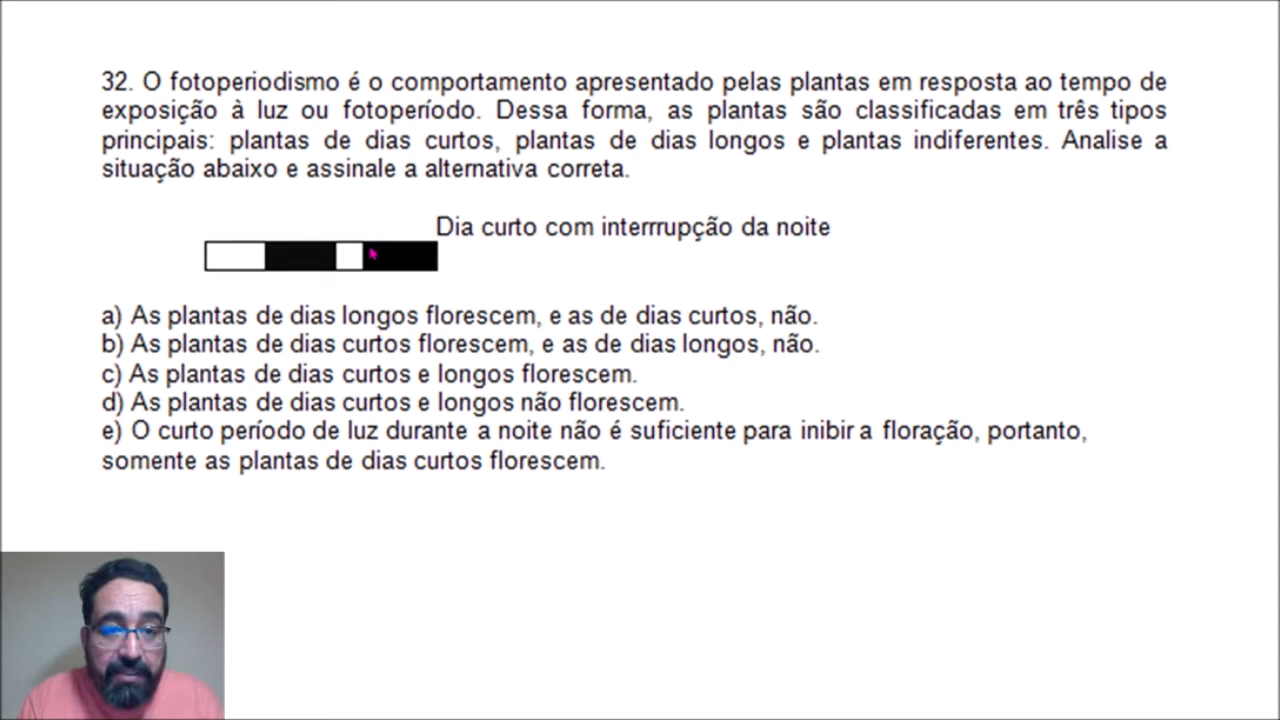 32. O fotoperiodismo é o comportamento apresentado pelas plantas em resposta ao tempo de
exposição à luz ou fotoperíodo. Dessa forma, as plantas são classificadas em três tipos
principais: plantas de dias curtos, plantas de dias longos e plantas indiferentes. Analise a
situação abaixo e assinale a alternativa correta.
Dia curto com interrrupção da noite
a) As plantas de dias longos florescem, e as de dias curtos, não.
b) As plantas de dias curtos florescem, e as de dias longos, não.
c) As plantas de dias curtos e longos florescem.
d) As plantas de dias curtos e longos não florescem.
e) O curto período de luz durante a noite não é suficiente para inibir a floração, portanto,
somente as plantas de dias curtos florescem.